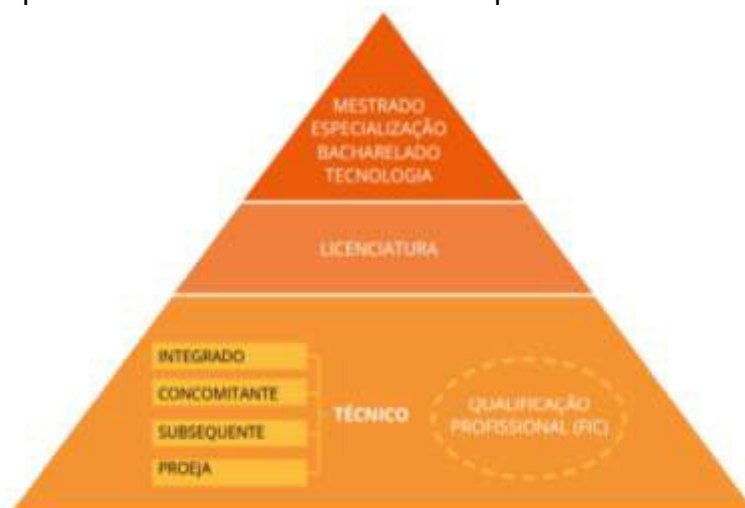 MESTRADO
ESPECIALIZAÇÃO
BACHARELADO
TECNOLOGIA
LICENCIATURA
INTEGRADO
CONCOMITANTE
SUBSEQUENTE
PROEJA
TÉCNICO
QUALIFICAÇÃO
PROFISSIONAL (FIC)